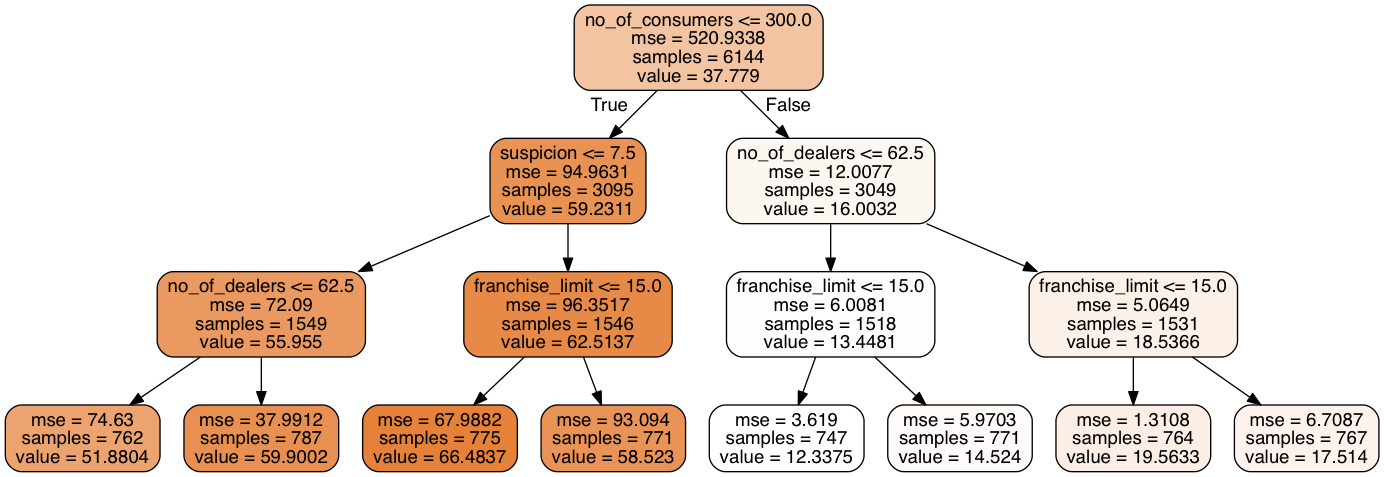 no_of_consumers <= 300.0
mse = 520.9338
samples = 6144
value = 37.779
True
False
suspicion <= 7.5
mse = 94.9631
samples = 3095
value = 59.2311
no_of_dealers <= 62.5
mse = 12.0077
samples = 3049
value = 16.0032
no_of_dealers <= 62.5
mse = 72.09
samples = 1549
value = 55.955
franchise_limit <= 15.0
mse = 96.3517
samples = 1546
value = 62.5137
franchise_limit <= 15.0
mse = 6.0081
samples = 1518
value = 13.4481
franchise_limit <= 15.0
mse = 5.0649
samples = 1531
value = 18.5366
mse = 74.63
samples = 762
value = 51.8804
mse = 37.9912
samples = 787
value = 59.9002
mse = 67.9882
samples = 775
value = 66.4837
mse = 93.094
samples = 771
value = 58.523
mse = 3.619
samples = 747
value = 12.3375
mse = 5.9703
samples = 771
value = 14.524
mse = 1.3108
samples = 764
value = 19.5633
mse = 6.7087
samples = 767
value = 17.514